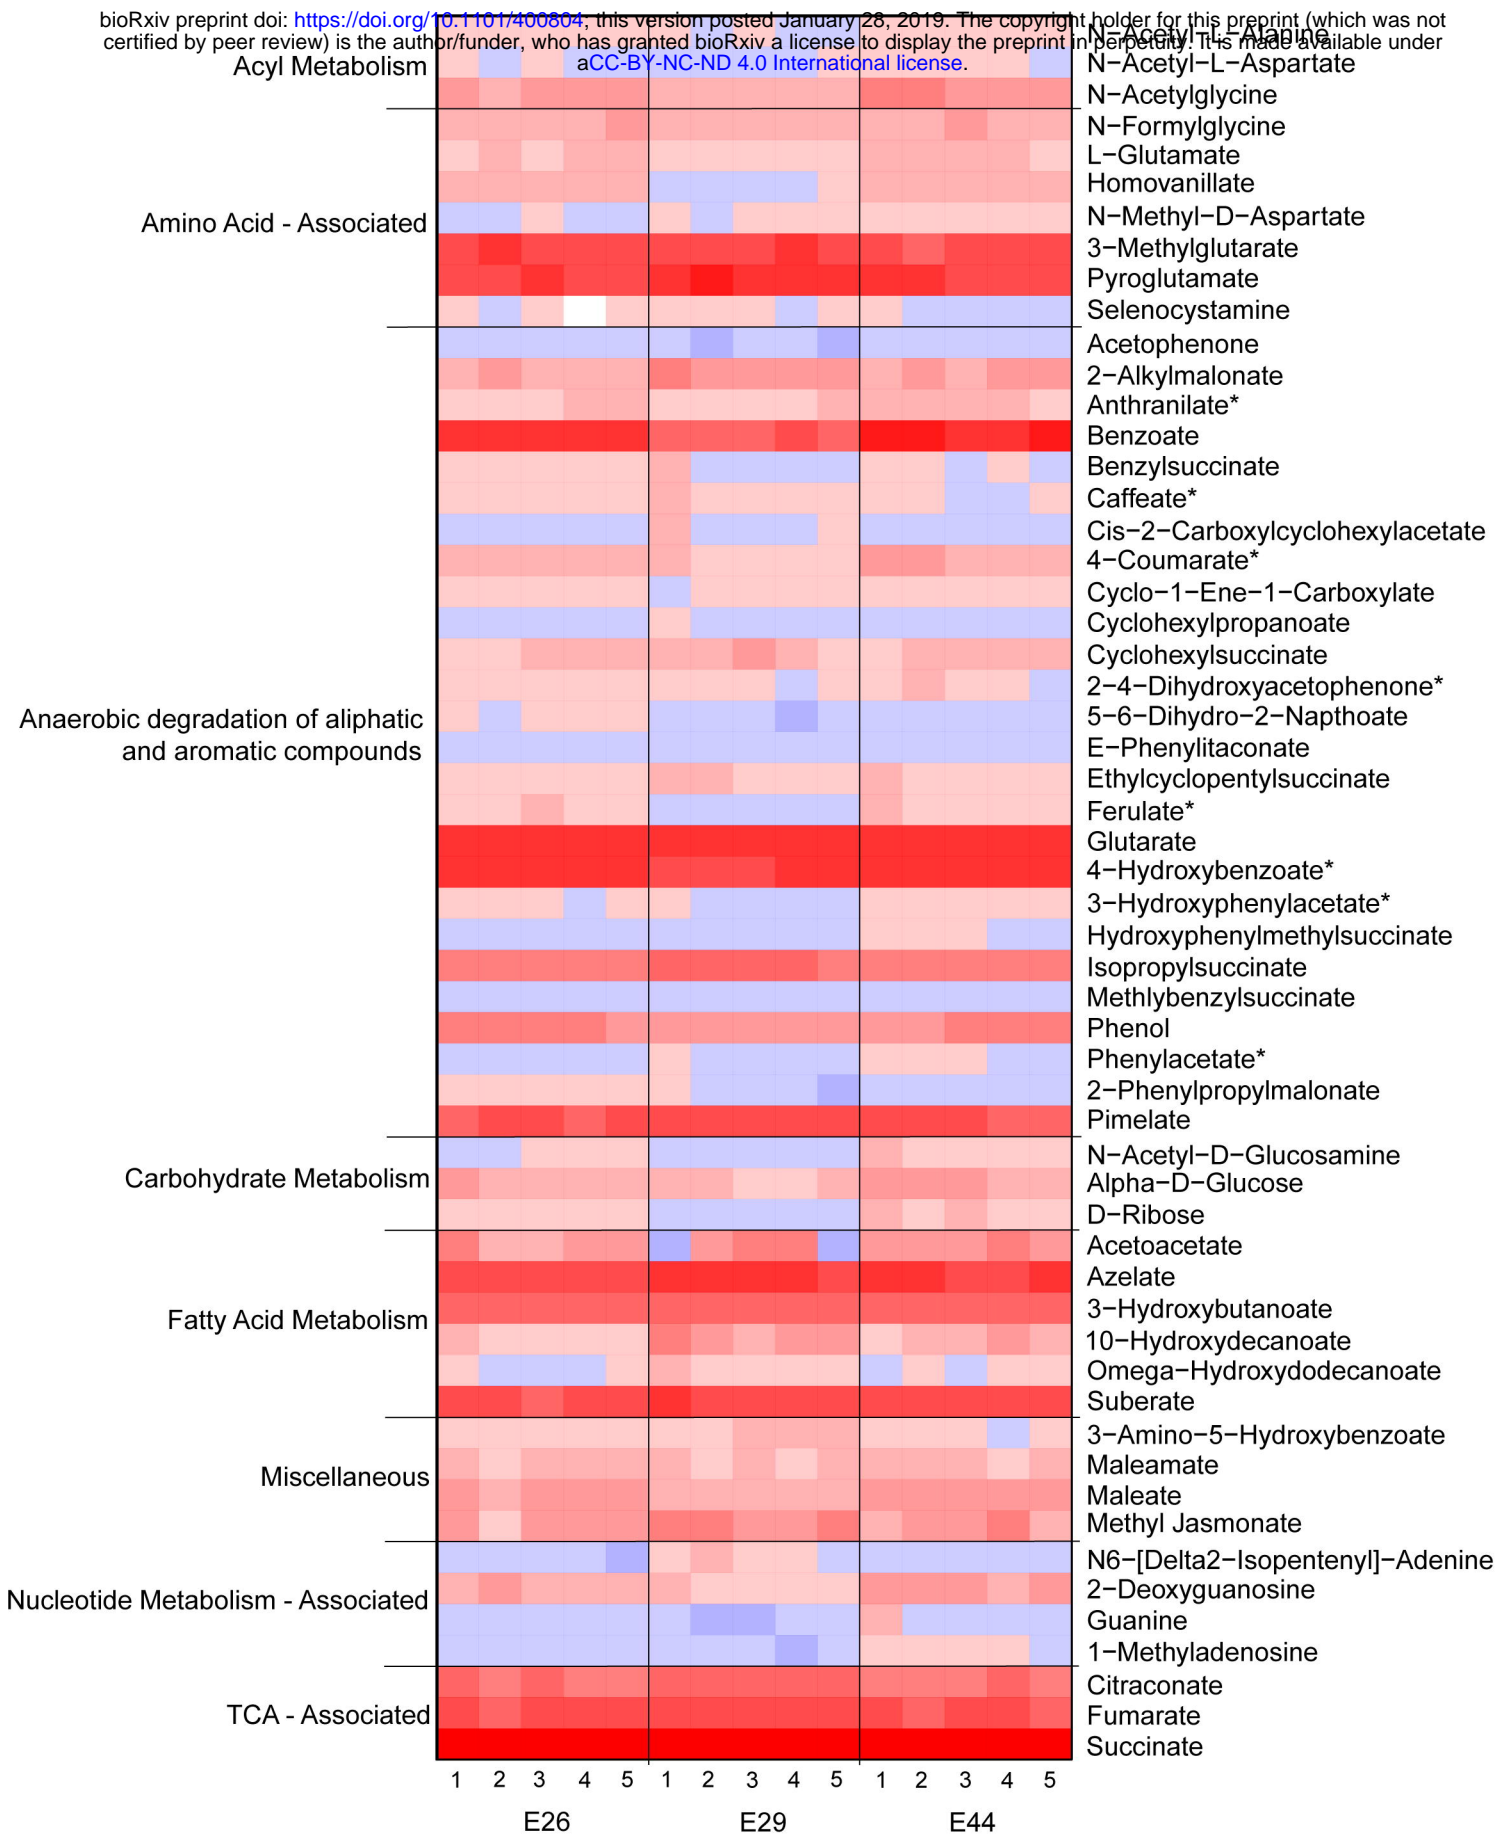 bioRxiv preprint doi: https://doi.org/10.1101/400804; this version posted January 28, 2019. The copyright holder for this preprint (which was not
certified by peer review) is the author/funder, who has granted bioRxiv a license to display the preprint in perpetuity. It is made available under
aCC-BY-NC-ND 4.0 International license.
N−Acetyl−L−Alanine
Acyl Metabolism
N−Acetyl−L−Aspartate
N−Acetylglycine
N−Formylglycine
L−Glutamate
Homovanillate
Amino Acid - Associated
N−Methyl−D−Aspartate
3−Methylglutarate
Pyroglutamate
Selenocystamine
Acetophenone
2−Alkylmalonate
Anthranilate*
Benzoate
Benzylsuccinate
Caffeate*
Cis−2−Carboxylcyclohexylacetate
4−Coumarate*
Cyclo−1−Ene−1−Carboxylate
Cyclohexylpropanoate
Cyclohexylsuccinate
2−4−Dihydroxyacetophenone*
Anaerobic degradation of aliphatic
and aromatic compounds
5−6−Dihydro−2−Napthoate
E−Phenylitaconate
Ethylcyclopentylsuccinate
Ferulate*
Glutarate
4−Hydroxybenzoate*
3−Hydroxyphenylacetate*
Hydroxyphenylmethylsuccinate
Isopropylsuccinate
Methlybenzylsuccinate
Phenol
Phenylacetate*
2−Phenylpropylmalonate
Pimelate
Carbohydrate Metabolism
N−Acetyl−D−Glucosamine
Alpha−D−Glucose
D−Ribose
Acetoacetate
Azelate
Fatty Acid Metabolism
3−Hydroxybutanoate
10−Hydroxydecanoate
Omega−Hydroxydodecanoate
Suberate
3−Amino−5−Hydroxybenzoate
Miscellaneous
Maleamate
Maleate
Methyl Jasmonate
N6−[Delta2−Isopentenyl]−Adenine
Nucleotide Metabolism - Associated
2−Deoxyguanosine
Guanine
1−Methyladenosine
Citraconate
TCA - Associated
Fumarate
Succinate
1 2 3 4 5 1 2 3 4 5 1 2 3 4 5
E26 E29 E44